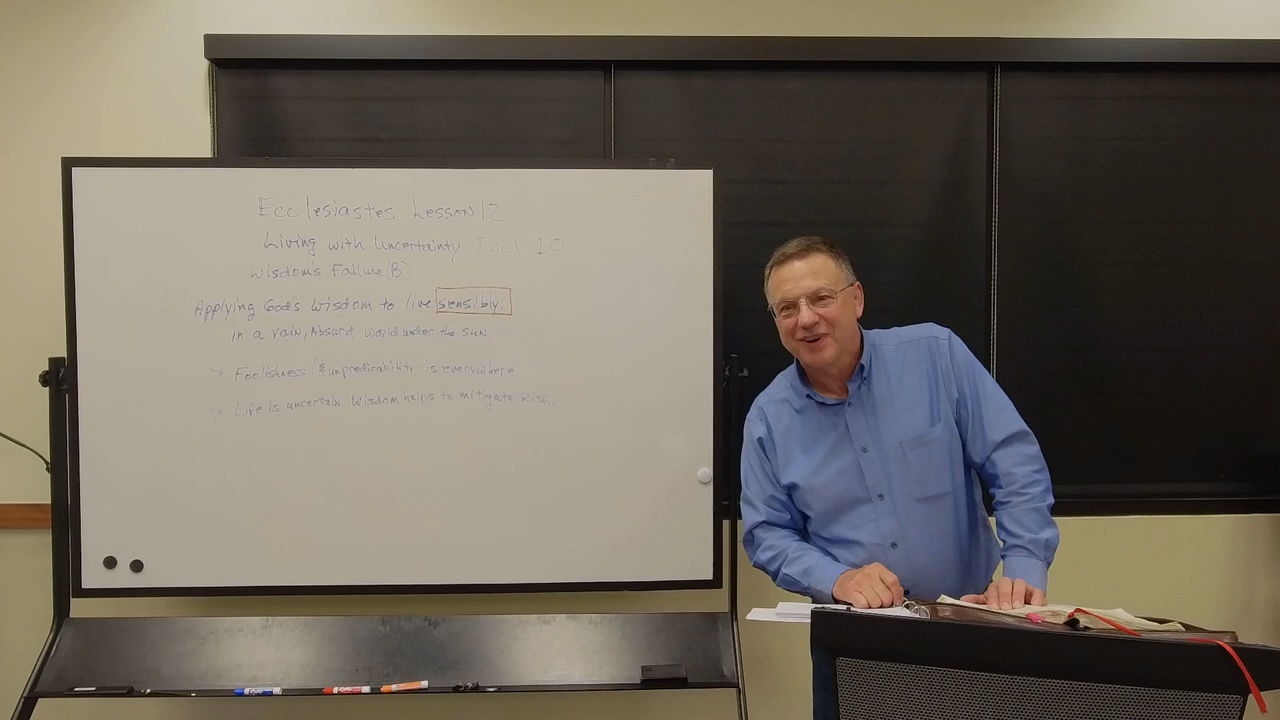 Ecclesiastes Lesson 12
Living with Uncertainty. Eccl 10
Wisdom's Failure (B)
Applying God's Wisdom to live sensibly.
in a vain, Absurd World under the SUN
> Foolishness (& unpredicability) is everywhere
> Life is uncertain Wisdom helps to mitigate Risk.